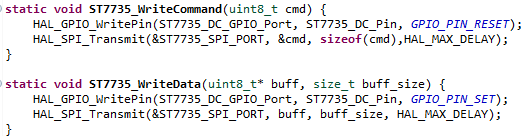 static void ST7735_WriteCommand(uint8_t cmd) {
    HAL_GPIO_WritePin(ST7735_DC_GPIO_Port, ST7735_DC_Pin, GPIO_PIN_RESET);
    HAL_SPI_Transmit(&ST7735_SPI_PORT, &cmd, sizeof(cmd),HAL_MAX_DELAY);
}
static void ST7735_WriteData(uint8_t* buff, size_t buff_size) {
    HAL_GPIO_WritePin(ST7735_DC_GPIO_Port, ST7735_DC_Pin, GPIO_PIN_SET);
    HAL_SPI_Transmit(&ST7735_SPI_PORT, buff, buff_size, HAL_MAX_DELAY);
}